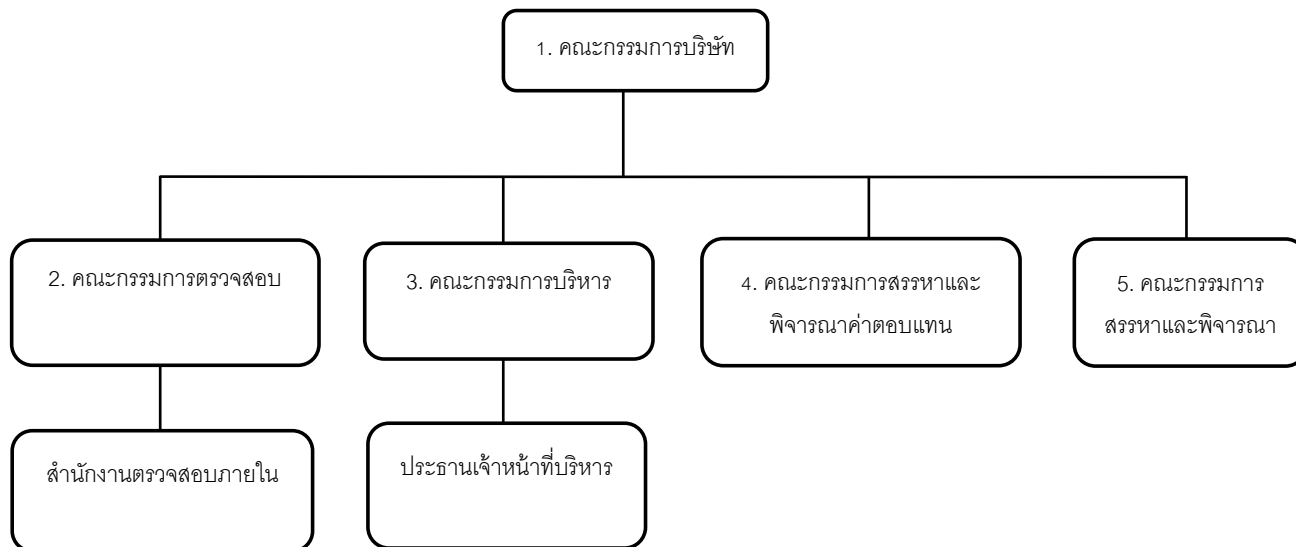 1. คณะกรรมการบริษัท
2. คณะกรรมการตรวจสอบ
3. คณะกรรมการบริหาร
4. คณะกรรมการสรรหาและ
พิจารณาค่าตอบแทน
5. คณะกรรมการ
สรรหาและพิจารณา
สำนักงานตรวจสอบภายใน
ประธานเจ้าหน้าที่บริหาร